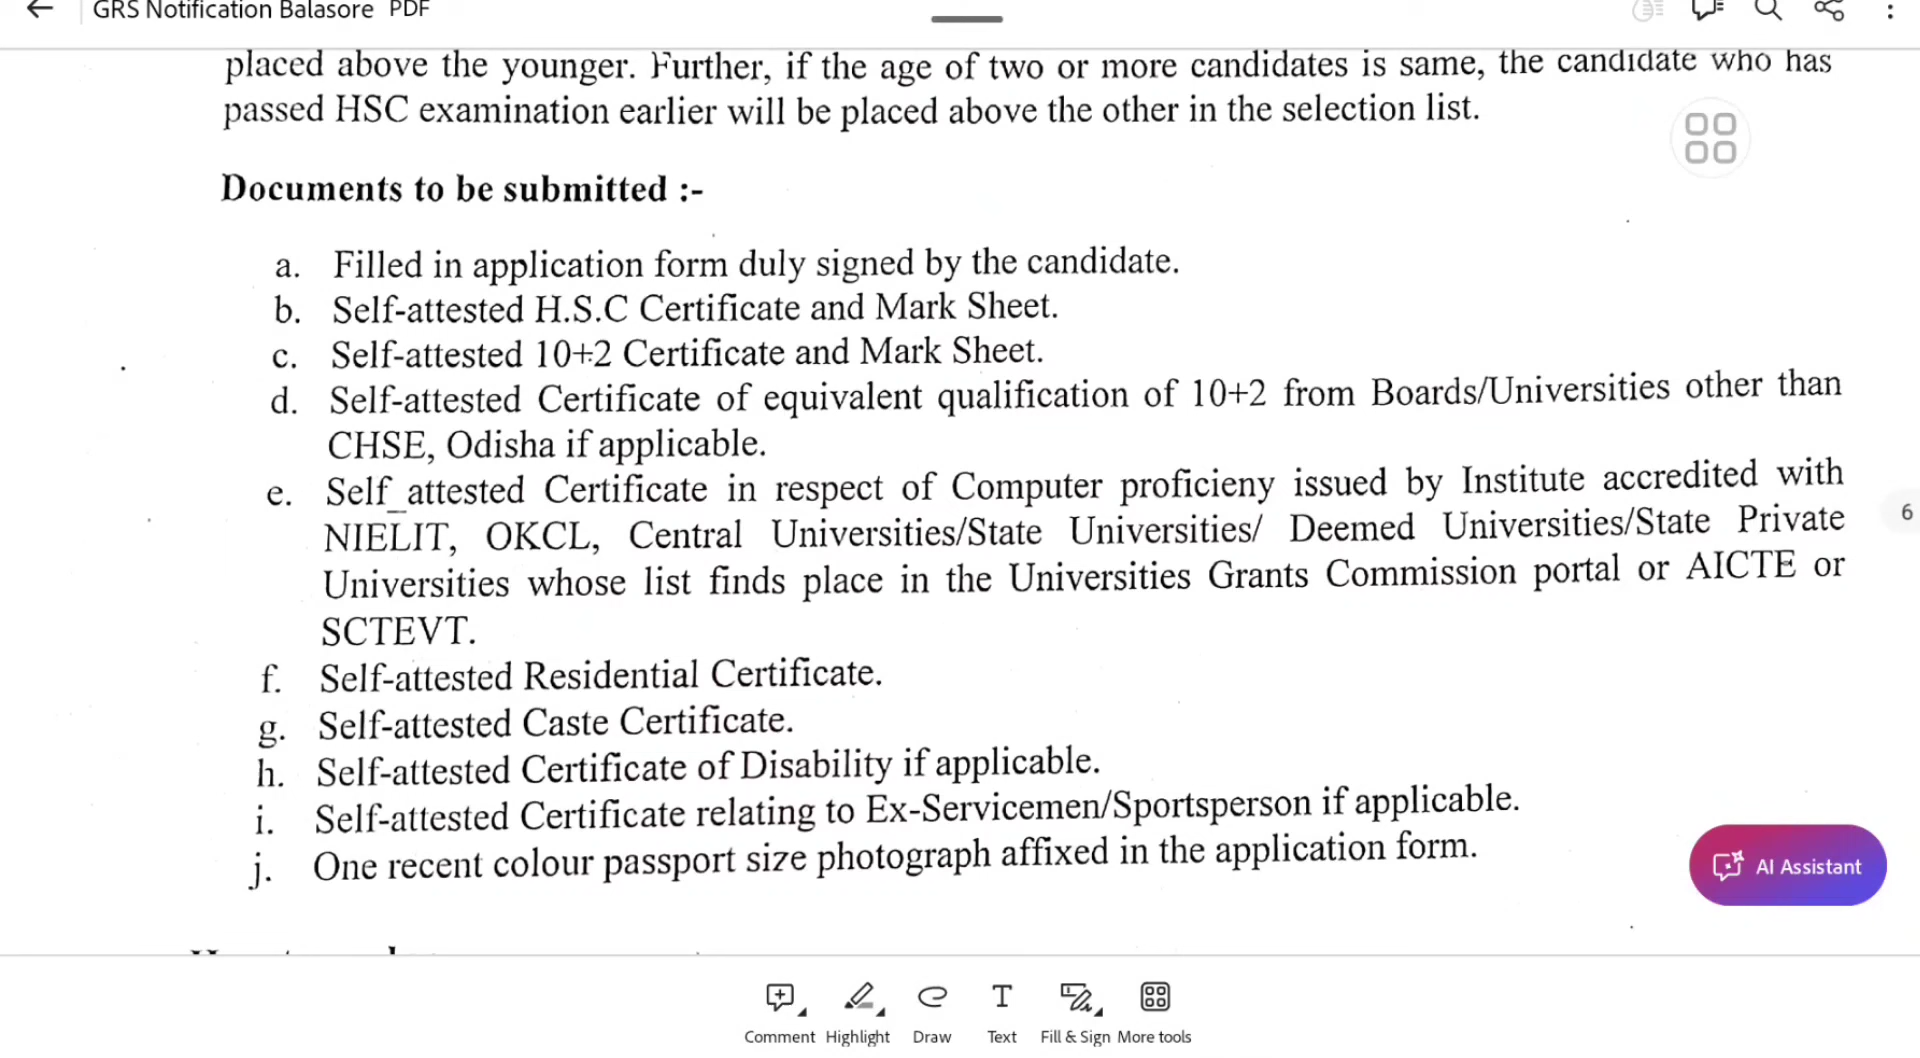 GRS Notification Balasore PDF
placed above the younger. Further, if the age of two or more candidates is same, the candidate who has
passed HSC examination earlier will be placed above the other in the selection list.
Documents to be submitted :-
a. Filled in application form duly signed by the candidate.
b. Self-attested H.S.C Certificate and Mark Sheet.
c. Self-attested 10+2 Certificate and Mark Sheet.
d. Self-attested Certificate of equivalent qualification of 10+2 from Boards/Universities other than
CHSE, Odisha if applicable.
e. Self_attested Certificate in respect of Computer proficieny issued by Institute accredited with
NIELIT, OKCL, Central Universities/State Universities/ Deemed Universities/State Private
Universities whose list finds place in the Universities Grants Commission portal or AICTE or
SCTEVT.
f. Self-attested Residential Certificate.
g. Self-attested Caste Certificate.
h. Self-attested Certificate of Disability if applicable.
i. Self-attested Certificate relating to Ex-Servicemen/Sportsperson if applicable.
j. One recent colour passport size photograph affixed in the application form.
6
AI Assistant
Comment Highlight Draw Text Fill & Sign More tools